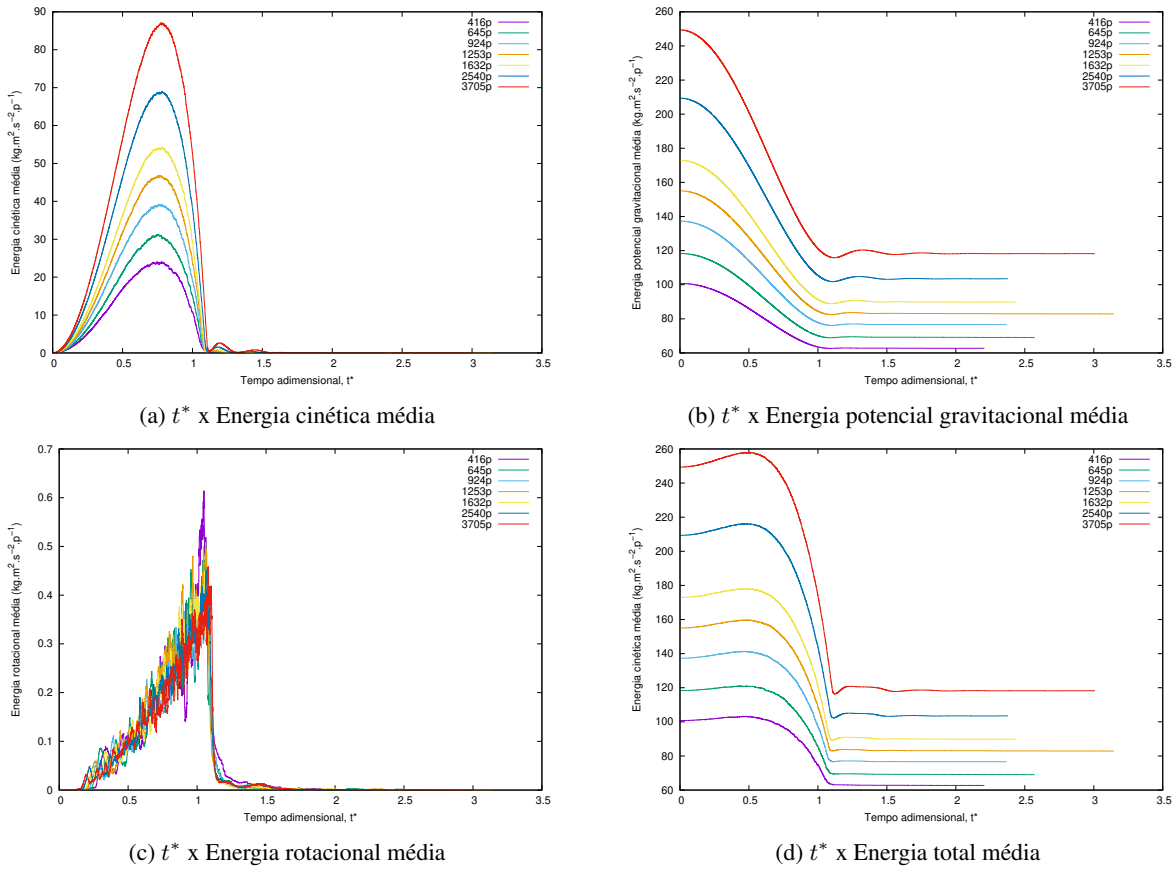 Energia cinética média (kg.m².s⁻².p⁻¹)
90
80
70
60
50
40
30
20
10
0
416p
645p
924p
1253p
1632p
2540p
3705p
0 0.5 1 1.5 2 2.5 3 3.5
Tempo adimensional, t*
(a) t* x Energia cinética média
Energia potencial gravitacional média (kg.m².s⁻².p⁻¹)
260
240
220
200
180
160
140
120
100
80
60
416p
645p
924p
1253p
1632p
2540p
3705p
0 0.5 1 1.5 2 2.5 3 3.5
Tempo adimensional, t*
(b) t* x Energia potencial gravitacional média
Energia rotacional média (kg.m².s⁻².p⁻¹)
0.7
0.6
0.5
0.4
0.3
0.2
0.1
0
416p
645p
924p
1253p
1632p
2540p
3705p
0 0.5 1 1.5 2 2.5 3 3.5
Tempo adimensional, t*
(c) t* x Energia rotacional média
Energia cinética média (kg.m².s⁻².p⁻¹)
260
240
220
200
180
160
140
120
100
80
60
416p
645p
924p
1253p
1632p
2540p
3705p
0 0.5 1 1.5 2 2.5 3 3.5
Tempo adimensional, t*
(d) t* x Energia total média